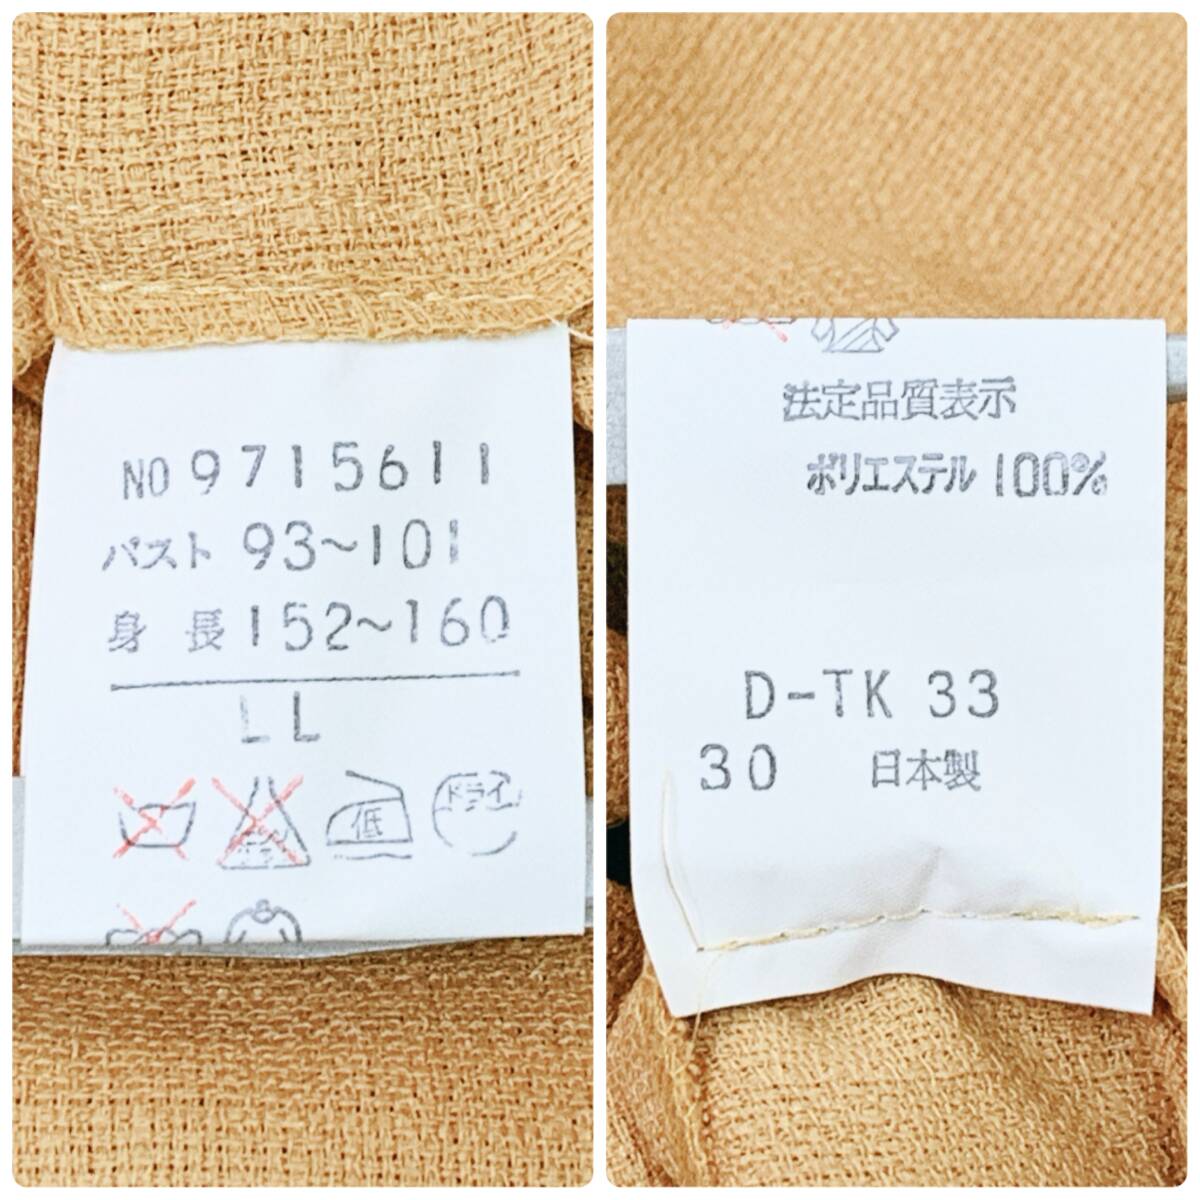 NO 9715611
バスト 93~101
身 長 152~160
LL
低
ドライ
法定品質表示
ポリエステル 100%
D-TK 33
30 日本製